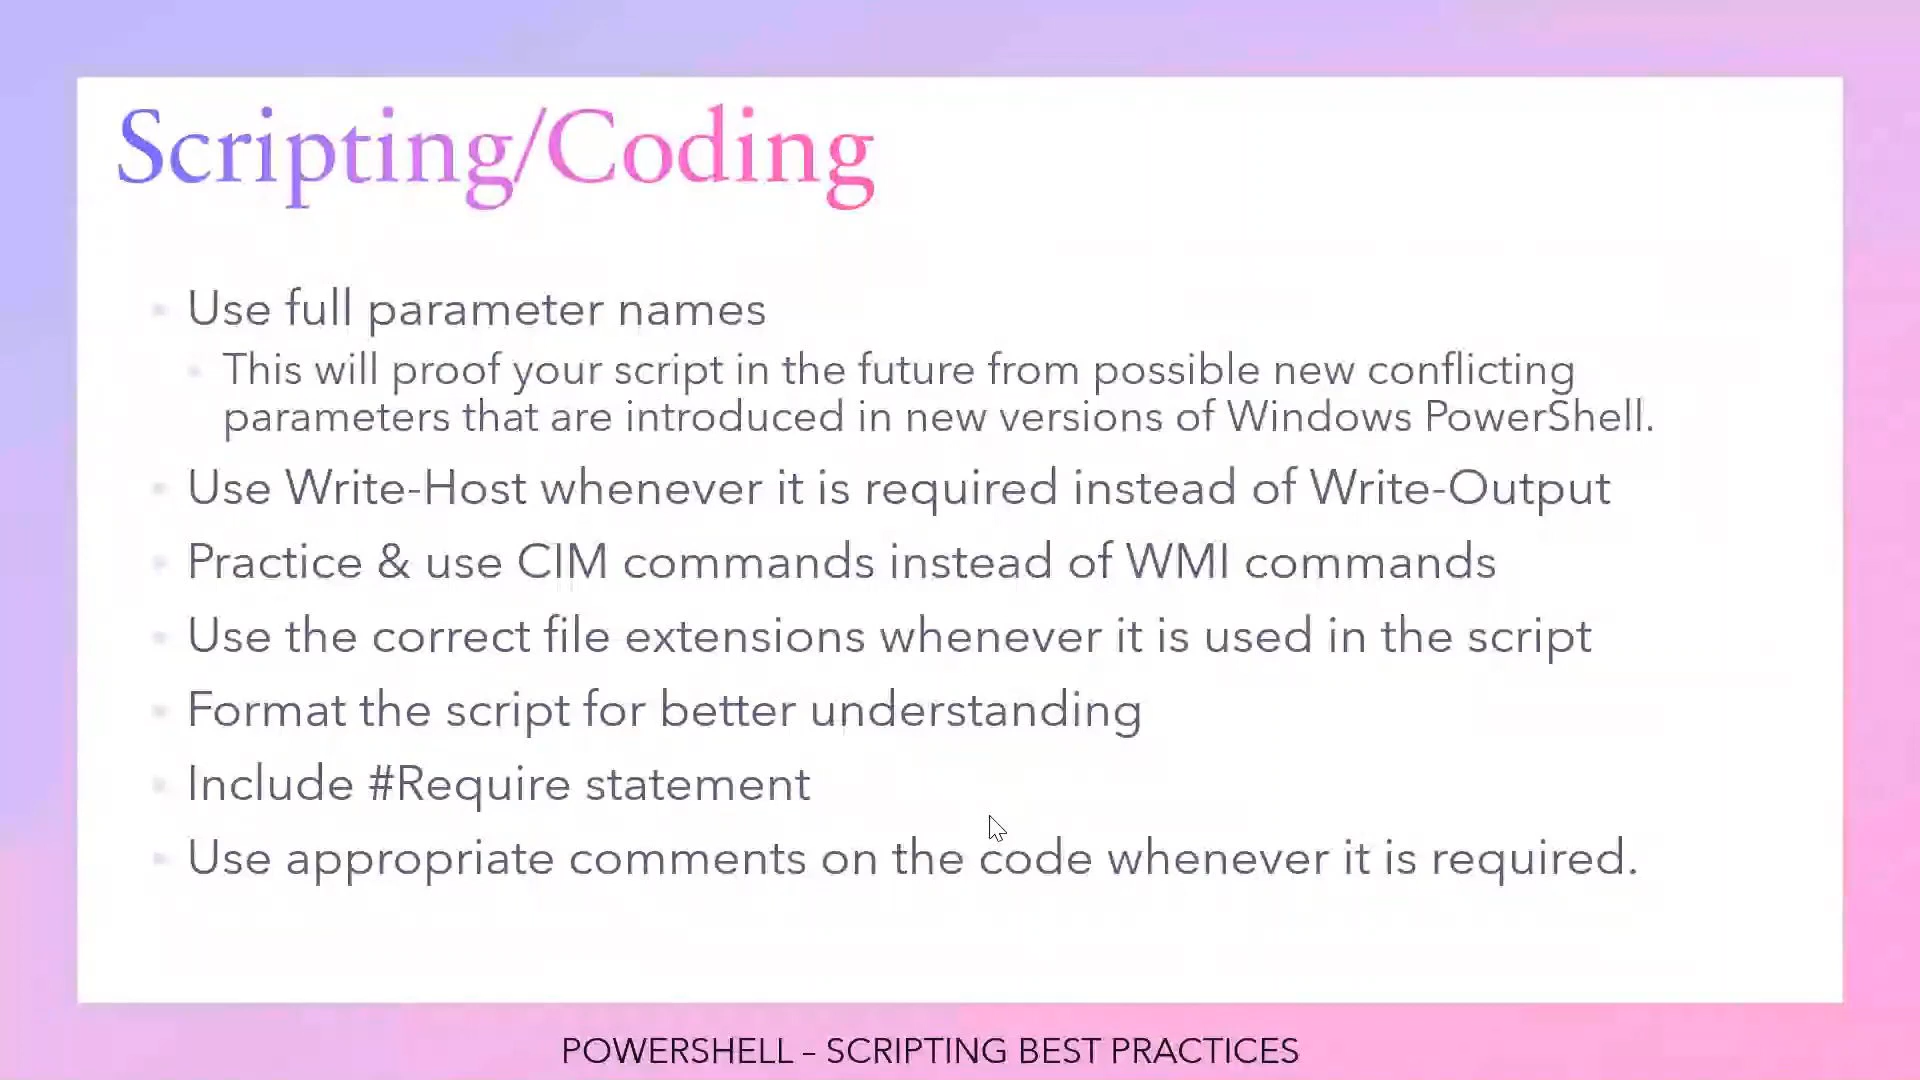 Scripting/Coding
Use full parameter names
This will proof your script in the future from possible new conflicting
parameters that are introduced in new versions of Windows PowerShell.
Use Write-Host whenever it is required instead of Write-Output
Practice & use CIM commands instead of WMI commands
Use the correct file extensions whenever it is used in the script
Format the script for better understanding
Include #Require statement
Use appropriate comments on the code whenever it is required.
POWERSHELL – SCRIPTING BEST PRACTICES